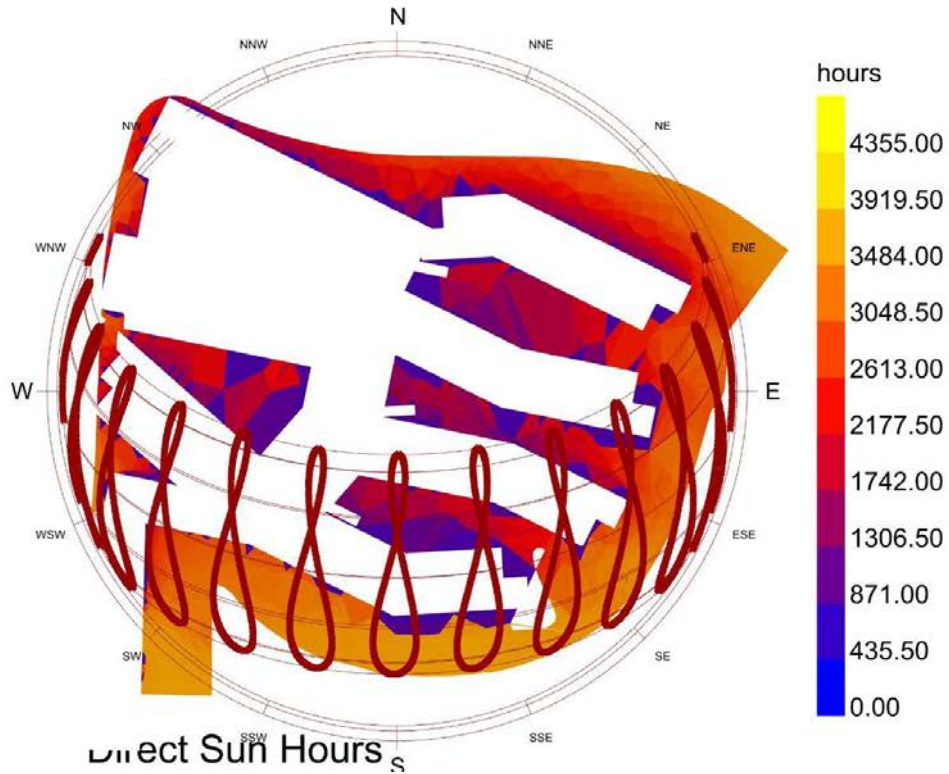 N
NNW NNE
hours
NW NE
4355.00
3919.50
WNW ENE
3484.00
3048.50
2613.00
W E
2177.50
1742.00
1306.50
WSW ESE
871.00
435.50
SW SE
0.00
SSW SSE
Direct Sun Hours
S